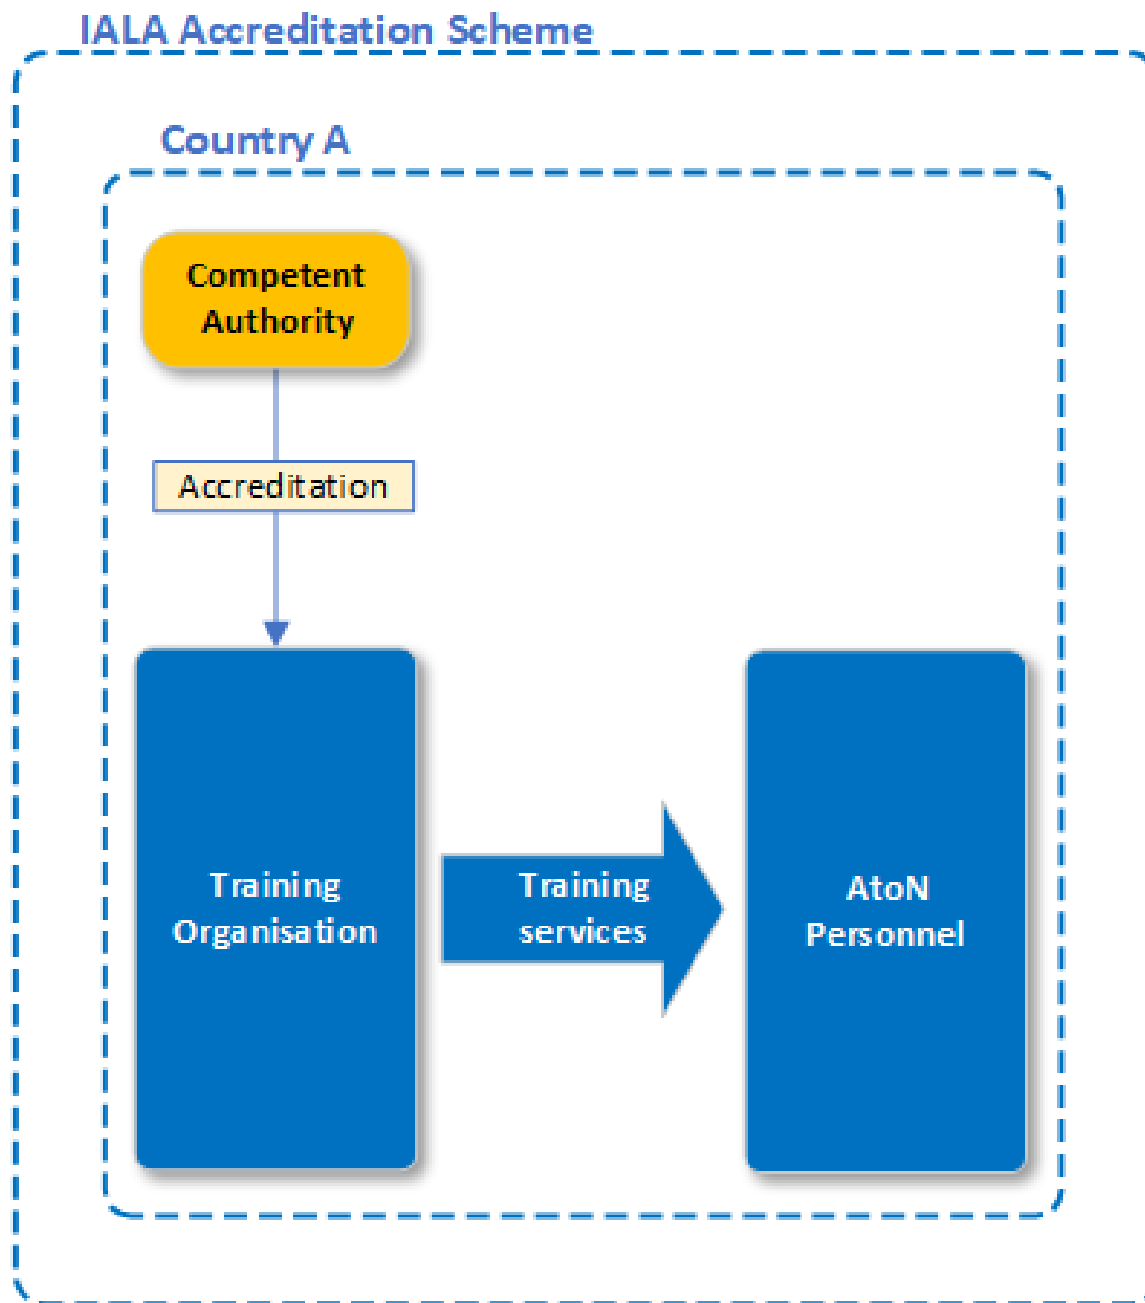 IALA Accreditation Scheme
Country A
Competent
Authority
Accreditation
Training
Organisation
Training
services
AtoN
Personnel